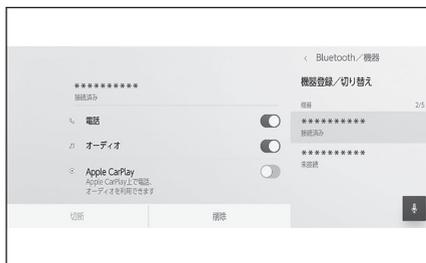 **********
接続済み
電話
オーディオ
Apple CarPlay
Apple CarPlay上で電話、
オーディオを利用できます
切断
削除
< Bluetooth/機器
機器登録/切り替え
機器 2/5
**********
接続済み
**********
未接続